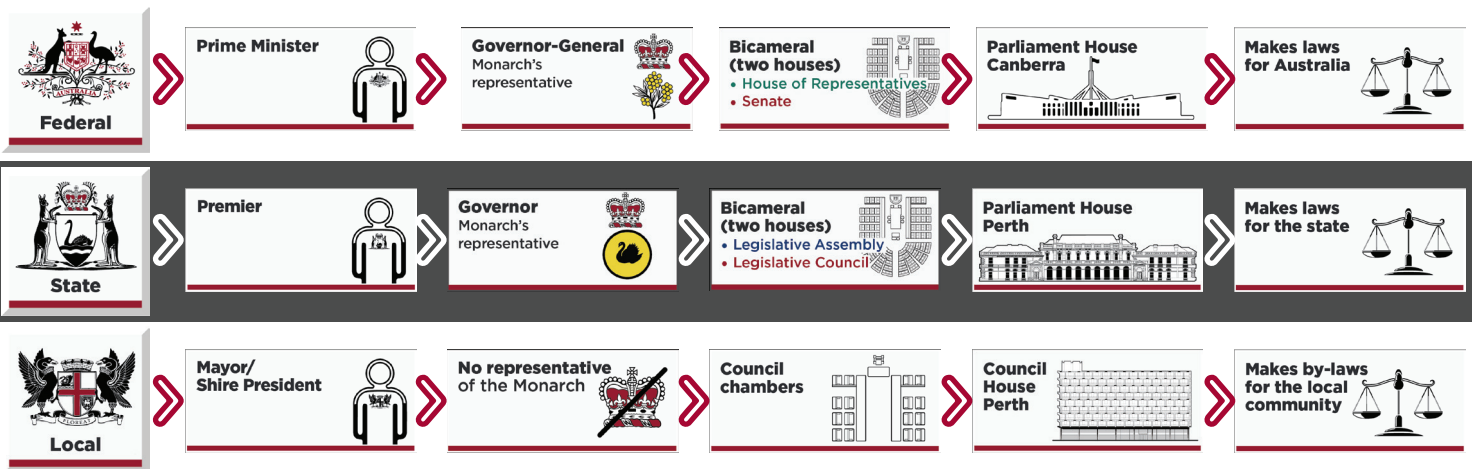 AUSTRALIA
Federal
Prime Minister
Governor-General
Monarch's
representative
Bicameral
(two houses)
• House of Representatives
• Senate
Parliament House
Canberra
Makes laws
for Australia
State
Premier
Governor
Monarch's
representative
Bicameral
(two houses)
• Legislative Assembly
• Legislative Council
Parliament House
Perth
Makes laws
for the state
FLOREAT
Local
Mayor/
Shire President
No representative
of the Monarch
Council
chambers
Council
House
Perth
Makes by-laws
for the local
community